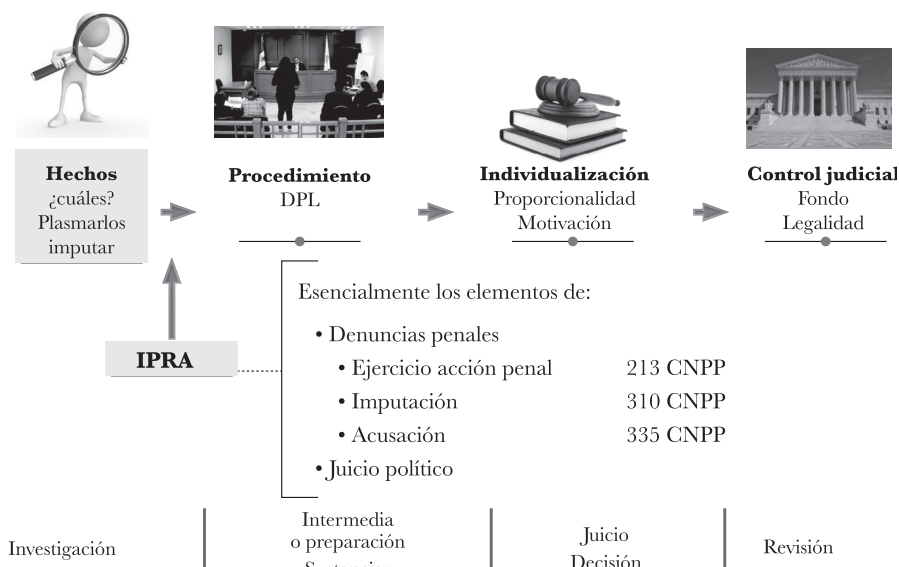 Hechos
¿cuáles?
Plasmarlos
imputar
Procedimiento
DPL
Individualización
Proporcionalidad
Motivación
Control judicial
Fondo
Legalidad
IPRA
Esencialmente los elementos de:
• Denuncias penales
• Ejercicio acción penal 213 CNPP
• Imputación 310 CNPP
• Acusación 335 CNPP
• Juicio político
Investigación
Intermedia
o preparación
Juicio
Decisión
Revisión